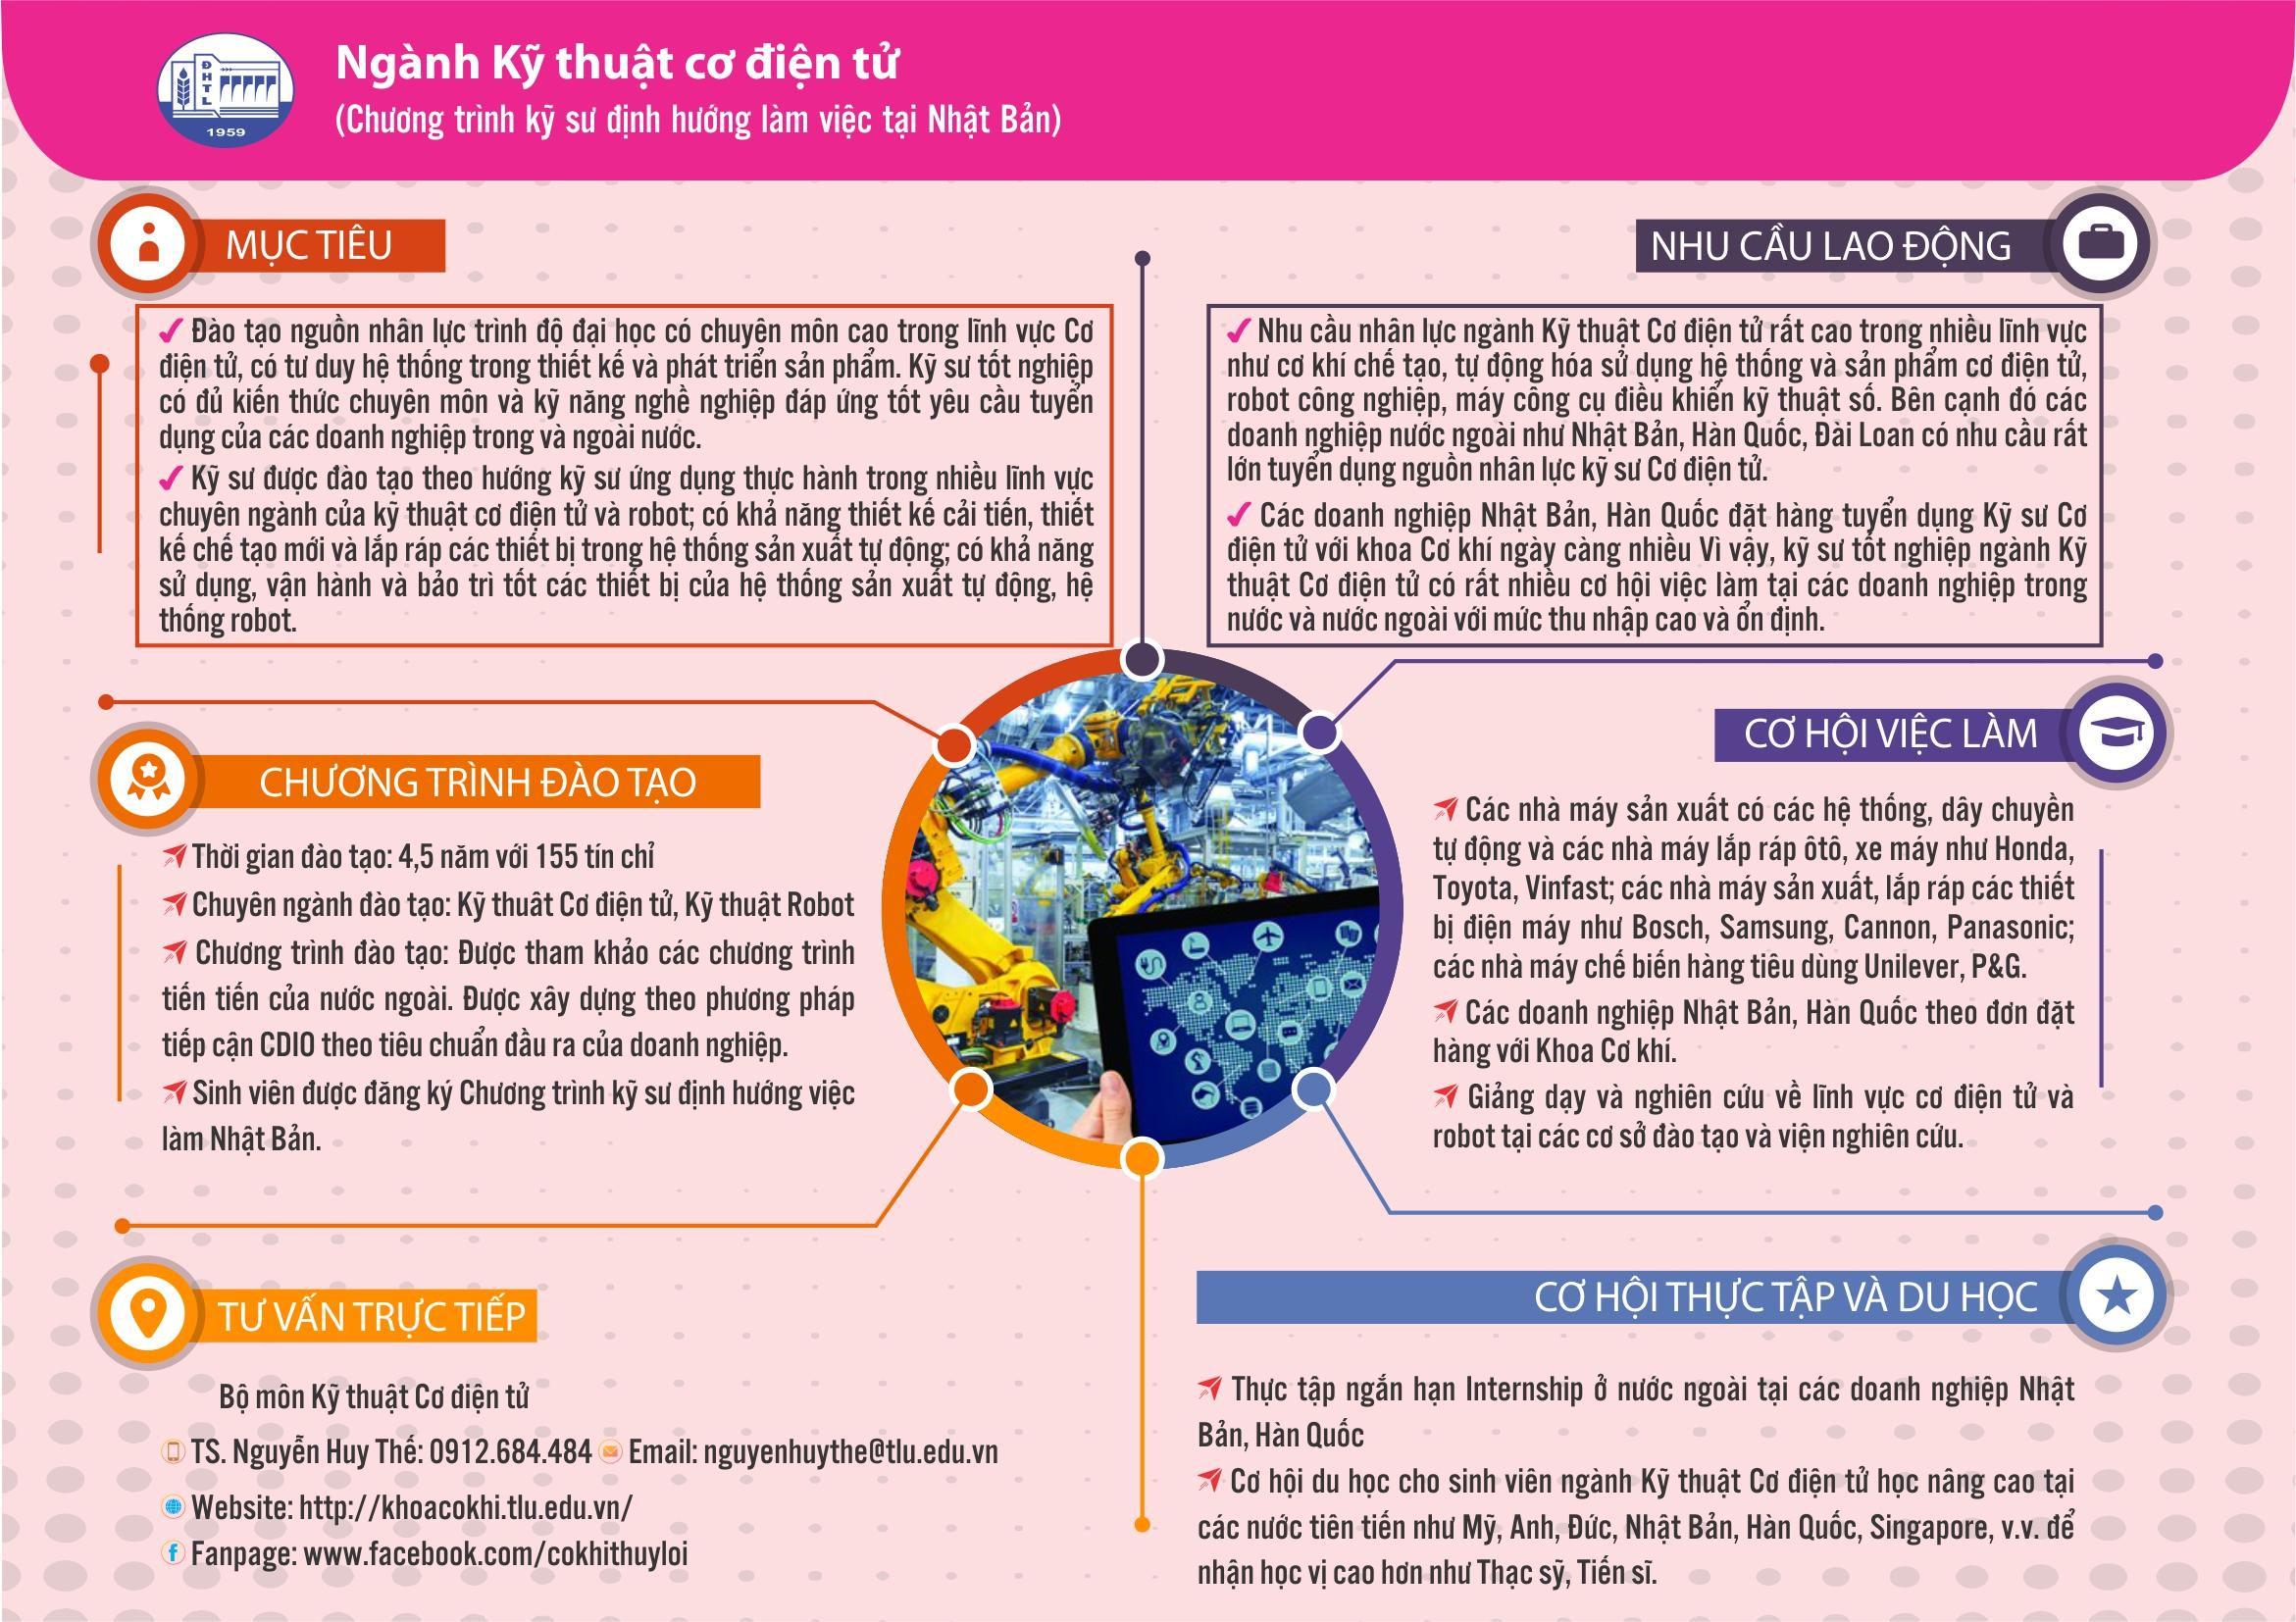 ĐHTL
1959
Ngành Kỹ thuật cơ điện tử
(Chương trình kỹ sư định hướng làm việc tại Nhật Bản)
MỤC TIÊU
Đào tạo nguồn nhân lực trình độ đại học có chuyên môn cao trong lĩnh vực Cơ
điện tử, có tư duy hệ thống trong thiết kế và phát triển sản phẩm. Kỹ sư tốt nghiệp
có đủ kiến thức chuyên môn và kỹ năng nghề nghiệp đáp ứng tốt yêu cầu tuyển
dụng của các doanh nghiệp trong và ngoài nước.
Kỹ sư được đào tạo theo hướng kỹ sư ứng dụng thực hành trong nhiều lĩnh vực
chuyên ngành của kỹ thuật cơ điện tử và robot; có khả năng thiết kế cải tiến, thiết
kế chế tạo mới và lắp ráp các thiết bị trong hệ thống sản xuất tự động; có khả năng
sử dụng, vận hành và bảo trì tốt các thiết bị của hệ thống sản xuất tự động, hệ
thống robot.
NHU CẦU LAO ĐỘNG
Nhu cầu nhân lực ngành Kỹ thuật Cơ điện tử rất cao trong nhiều lĩnh vực
như cơ khí chế tạo, tự động hóa sử dụng hệ thống và sản phẩm cơ điện tử,
robot công nghiệp, máy công cụ điều khiển kỹ thuật số. Bên cạnh đó các
doanh nghiệp nước ngoài như Nhật Bản, Hàn Quốc, Đài Loan có nhu cầu rất
lớn tuyển dụng nguồn nhân lực kỹ sư Cơ điện tử.
Các doanh nghiệp Nhật Bản, Hàn Quốc đặt hàng tuyển dụng Kỹ sư Cơ
điện tử với khoa Cơ khí ngày càng nhiều Vì vậy, kỹ sư tốt nghiệp ngành Kỹ
thuật Cơ điện tử có rất nhiều cơ hội việc làm tại các doanh nghiệp trong
nước và nước ngoài với mức thu nhập cao và ổn định.
CHƯƠNG TRÌNH ĐÀO TẠO
Thời gian đào tạo: 4,5 năm với 155 tín chỉ
Chuyên ngành đào tạo: Kỹ thuât Cơ điện tử, Kỹ thuật Robot
Chương trình đào tạo: Được tham khảo các chương trình
tiến tiến của nước ngoài. Được xây dựng theo phương pháp
tiếp cận CDIO theo tiêu chuẩn đầu ra của doanh nghiệp.
Sinh viên được đăng ký Chương trình kỹ sư định hướng việc
làm Nhật Bản.
CƠ HỘI VIỆC LÀM
Các nhà máy sản xuất có các hệ thống, dây chuyền
tự động và các nhà máy lắp ráp ôtô, xe máy như Honda,
Toyota, Vinfast; các nhà máy sản xuất, lắp ráp các thiết
bị điện máy như Bosch, Samsung, Cannon, Panasonic;
các nhà máy chế biến hàng tiêu dùng Unilever, P&G.
Các doanh nghiệp Nhật Bản, Hàn Quốc theo đơn đặt
hàng với Khoa Cơ khí.
Giảng dạy và nghiên cứu về lĩnh vực cơ điện tử và
robot tại các cơ sở đào tạo và viện nghiên cứu.
TƯ VẤN TRỰC TIẾP
Bộ môn Kỹ thuật Cơ điện tử
TS. Nguyễn Huy Thế: 0912.684.484 Email: nguyenhuythe@tlu.edu.vn
Website: http://khoacokhi.tlu.edu.vn/
Fanpage: www.facebook.com/cokhithuyloi
CƠ HỘI THỰC TẬP VÀ DU HỌC
Thực tập ngắn hạn Internship ở nước ngoài tại các doanh nghiệp Nhật
Bản, Hàn Quốc
Cơ hội du học cho sinh viên ngành Kỹ thuật Cơ điện tử học nâng cao tại
các nước tiên tiến như Mỹ, Anh, Đức, Nhật Bản, Hàn Quốc, Singapore, v.v. để
nhận học vị cao hơn như Thạc sỹ, Tiến sĩ.